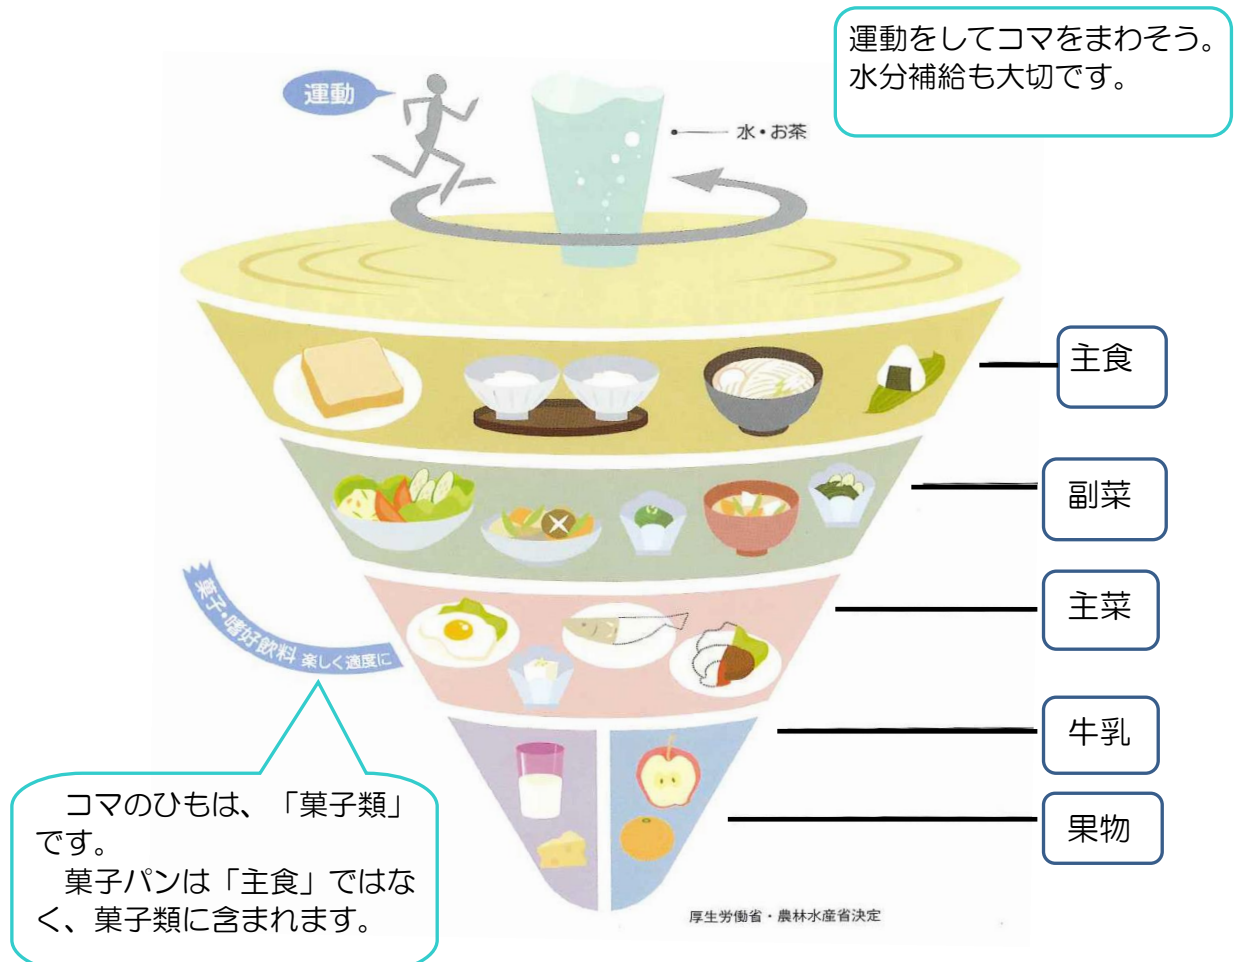 運動をしてコマをまわそう。
水分補給も大切です。
運動
水・お茶
主食
副菜
主菜
菓子・嗜好飲料 楽しく適度に
牛乳
果物
コマのひもは、「菓子類」
です。
菓子パンは「主食」ではな
く、菓子類に含まれます。
厚生労働省・農林水産省決定